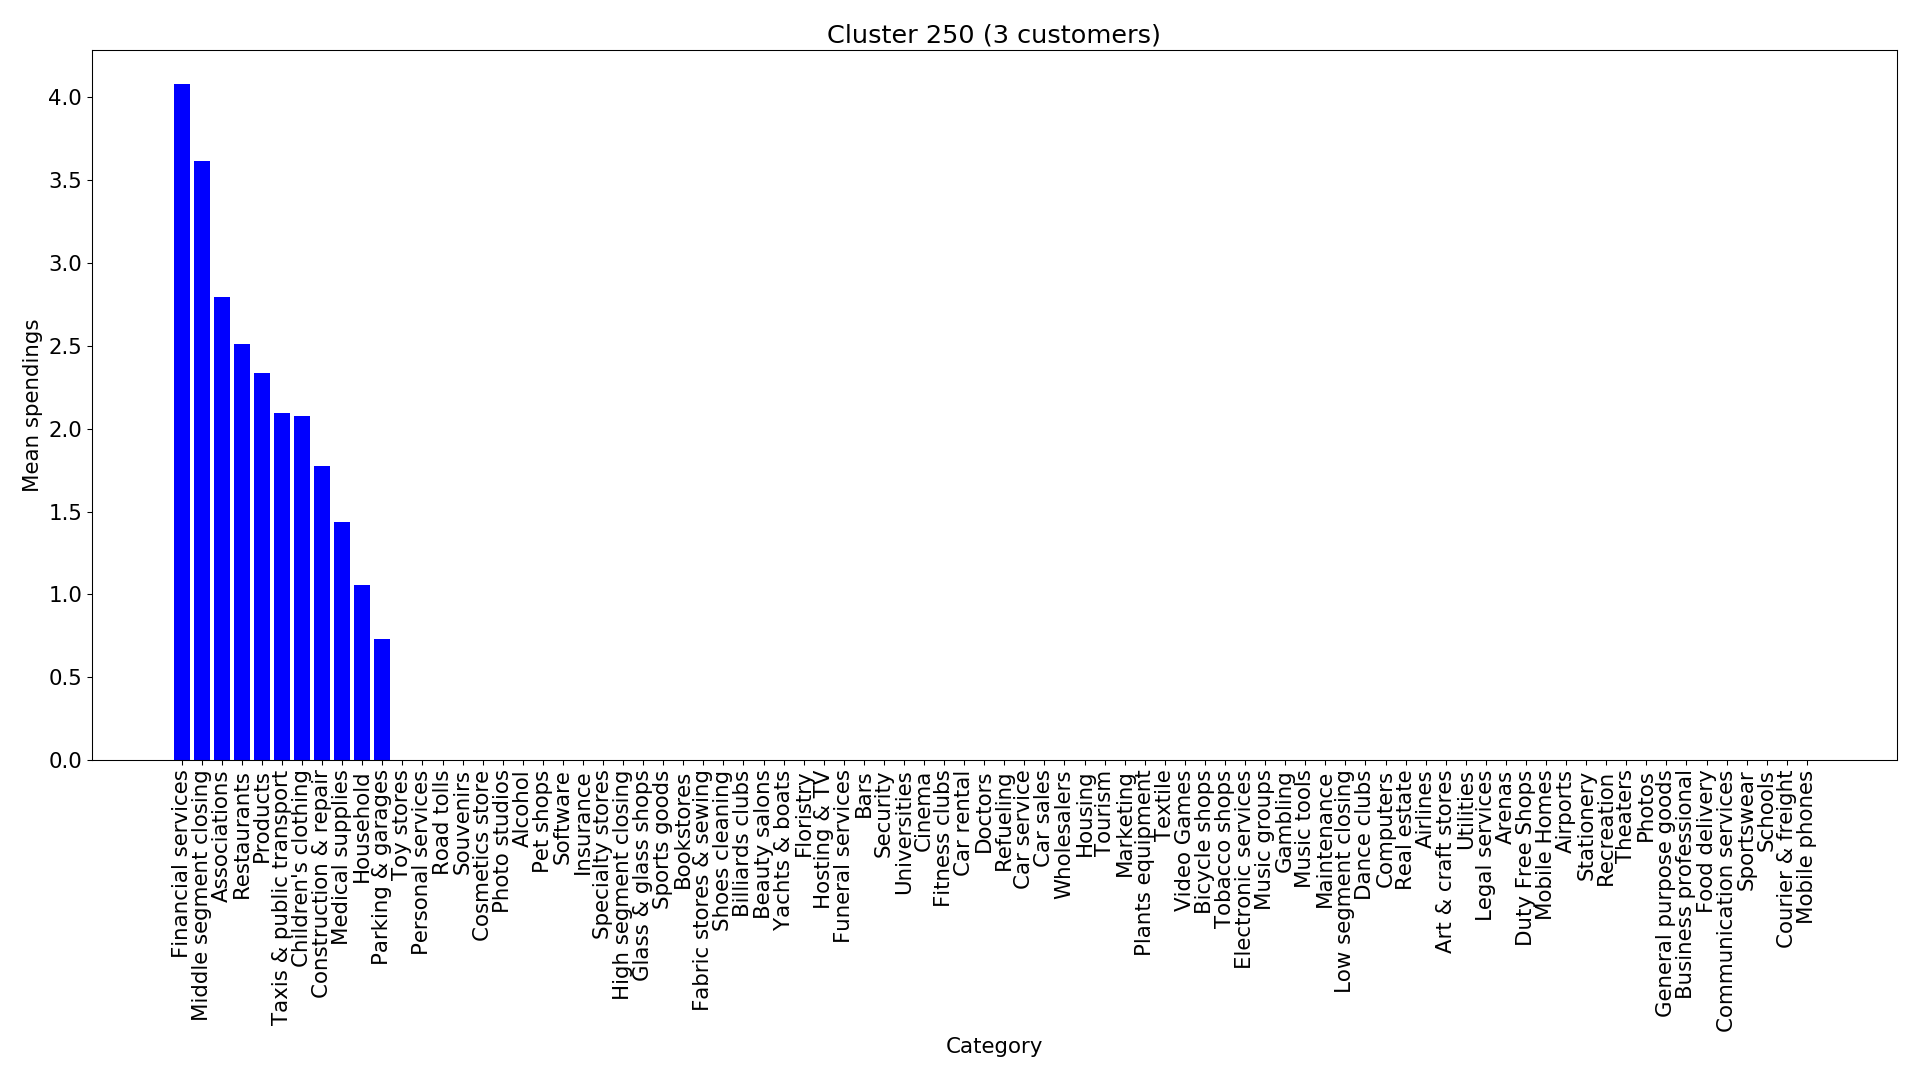 Cluster 250 (3 customers)
Mean spendings
4.0
3.5
3.0
2.5
2.0
1.5
1.0
0.5
0.0
Financial services
Middle segment closing
Associations
Restaurants
Products
Taxis & public transport
Children's clothing
Construction & repair
Medical supplies
Household
Parking & garages
Toy stores
Personal services
Road tolls
Souvenirs
Cosmetics store
Photo studios
Alcohol
Pet shops
Software
Insurance
Specialty stores
High segment closing
Glass & glass shops
Sports goods
Bookstores
Fabric stores & sewing
Shoes cleaning
Billiards clubs
Beauty salons
Yachts & boats
Floristry
Hosting & TV
Funeral services
Bars
Security
Universities
Cinema
Fitness clubs
Car rental
Doctors
Refueling
Car service
Car sales
Wholesalers
Housing
Tourism
Marketing
Plants equipment
Textile
Video Games
Bicycle shops
Tobacco shops
Electronic services
Music groups
Gambling
Music tools
Maintenance
Low segment closing
Dance clubs
Computers
Real estate
Airlines
Art & craft stores
Utilities
Legal services
Arenas
Duty Free Shops
Mobile Homes
Airports
Stationery
Recreation
Theaters
Photos
General purpose goods
Business professional
Food delivery
Communication services
Sportswear
Schools
Courier & freight
Mobile phones
Category